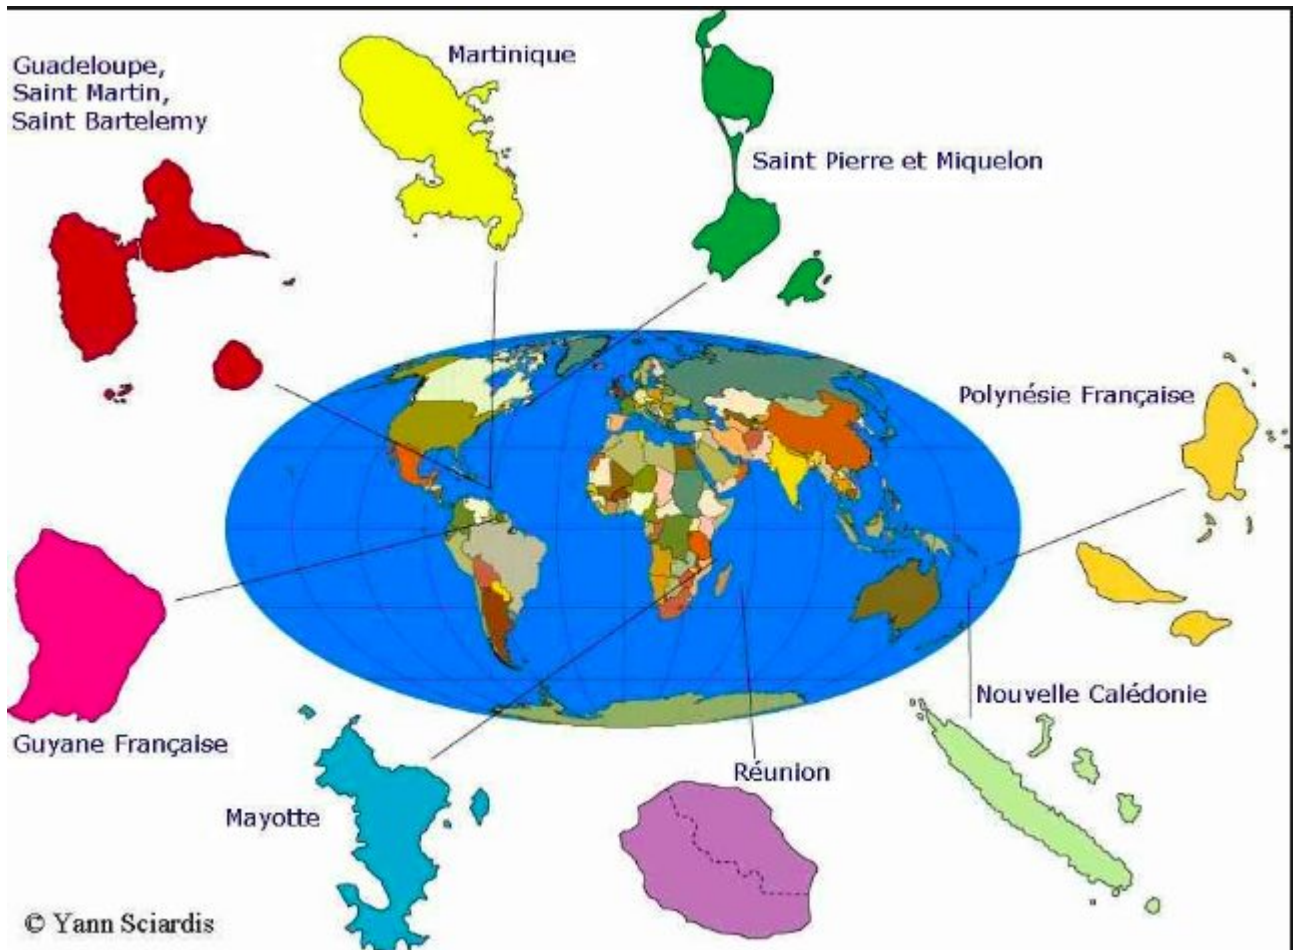 Guadeloupe,
Saint Martin,
Saint Bartelemy
Martinique
Saint Pierre et Miquelon
Polynésie Française
Guyane Française
Nouvelle Calédonie
Réunion
Mayotte
© Yann Sciardis